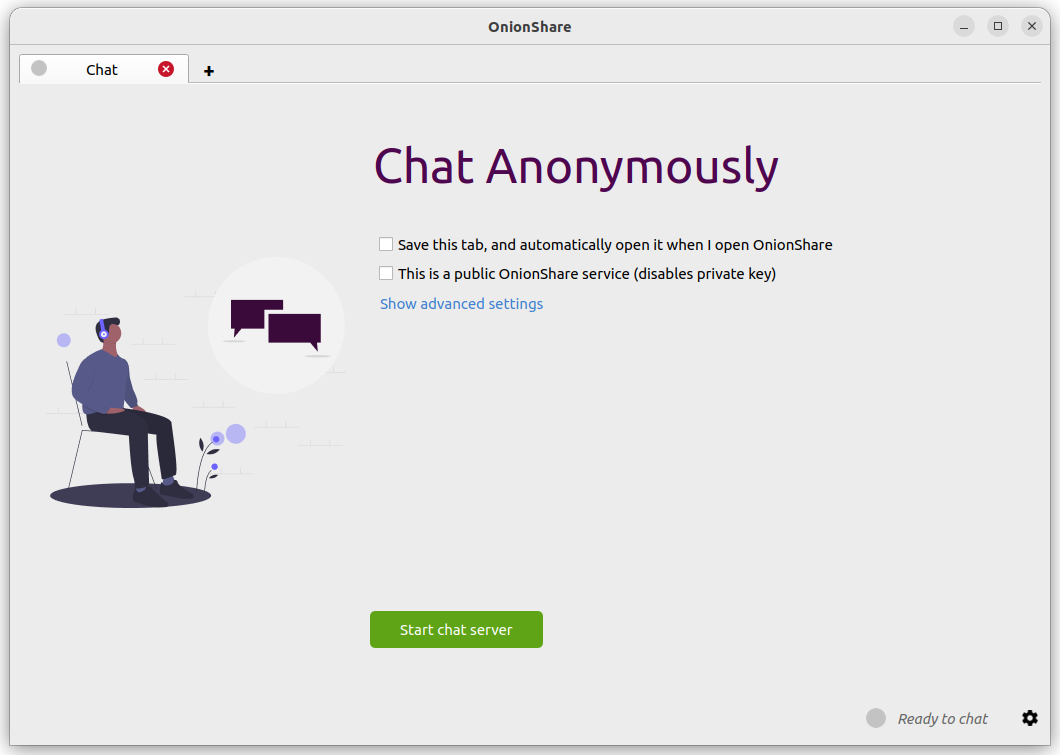 OnionShare
Chat
Chat Anonymously
Save this tab, and automatically open it when I open OnionShare
This is a public OnionShare service (disables private key)
Show advanced settings
Start chat server
Ready to chat